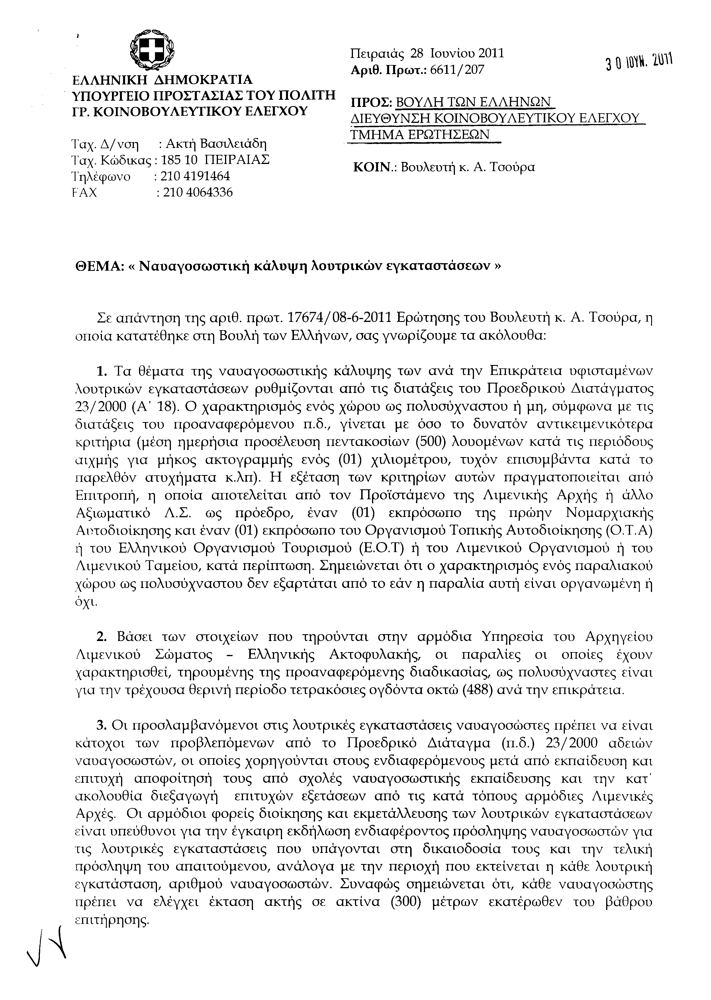 ΕΛΛΗΝΙΚΗ ΔΗΜΟΚΡΑΤΙΑ
ΥΠΟΥΡΓΕΙΟ ΠΡΟΣΤΑΣΙΑΣ ΤΟΥ ΠΟΛΙΤΗ
ΓΡ. ΚΟΙΝΟΒΟΥΛΕΥΤΙΚΟΥ ΕΛΕΓΧΟΥ
Ταχ. Δ/νση : Ακτή Βασιλειάδη
Ταχ. Κώδικας : 185 10 ΠΕΙΡΑΙΑΣ
Τηλέφωνο : 210 4191464
FAX : 210 4064336
Πειραιάς 28 Ιουνίου 2011
Αριθ. Πρωτ.: 6611/207
30 ΙΟΥΝ. 2011
ΠΡΟΣ: ΒΟΥΛΗ ΤΩΝ ΕΛΛΗΝΩΝ
ΔΙΕΥΘΥΝΣΗ ΚΟΙΝΟΒΟΥΛΕΥΤΙΚΟΥ ΕΛΕΓΧΟΥ
ΤΜΗΜΑ ΕΡΩΤΗΣΕΩΝ
ΚΟΙΝ.: Βουλευτή κ. Α. Τσούρα
ΘΕΜΑ: « Ναυαγοσωστική κάλυψη λουτρικών εγκαταστάσεων »
Σε απάντηση της αριθ. πρωτ. 17674/08-6-2011 Ερώτησης του Βουλευτή κ. Α. Τσούρα, η
οποία κατατέθηκε στη Βουλή των Ελλήνων, σας γνωρίζουμε τα ακόλουθα:
1. Τα θέματα της ναυαγοσωστικής κάλυψης των ανά την Επικράτεια υφισταμένων
λουτρικών εγκαταστάσεων ρυθμίζονται από τις διατάξεις του Προεδρικού Διατάγματος
23/2000 (Α' 18). Ο χαρακτηρισμός ενός χώρου ως πολυσύχναστου ή μη, σύμφωνα με τις
διατάξεις του προαναφερόμενου π.δ., γίνεται με όσο το δυνατόν αντικειμενικότερα
κριτήρια (μέση ημερήσια προσέλευση πεντακοσίων (500) λουομένων κατά τις περιόδους
αιχμής για μήκος ακτογραμμής ενός (01) χιλιομέτρου, τυχόν επισυμβάντα κατά το
παρελθόν ατυχήματα κ.λπ). Η εξέταση των κριτηρίων αυτών πραγματοποιείται από
Επιτροπή, η οποία αποτελείται από τον Προϊστάμενο της Λιμενικής Αρχής ή άλλο
Αξιωματικό Λ.Σ. ως πρόεδρο, έναν (01) εκπρόσωπο της πρώην Νομαρχιακής
Αυτοδιοίκησης και έναν (01) εκπρόσωπο του Οργανισμού Τοπικής Αυτοδιοίκησης (Ο.Τ.Α)
ή του Ελληνικού Οργανισμού Τουρισμού (Ε.Ο.Τ) ή του Λιμενικού Οργανισμού ή του
Λιμενικού Ταμείου, κατά περίπτωση. Σημειώνεται ότι ο χαρακτηρισμός ενός παραλιακού
χώρου ως πολυσύχναστου δεν εξαρτάται από το εάν η παραλία αυτή είναι οργανωμένη ή
όχι.
2. Βάσει των στοιχείων που τηρούνται στην αρμόδια Υπηρεσία του Αρχηγείου
Λιμενικού Σώματος – Ελληνικής Ακτοφυλακής, οι παραλίες οι οποίες έχουν
χαρακτηρισθεί, τηρουμένης της προαναφερόμενης διαδικασίας, ως πολυσύχναστες είναι
για την τρέχουσα θερινή περίοδο τετρακόσιες ογδόντα οκτώ (488) ανά την επικράτεια.
3. Οι προσλαμβανόμενοι στις λουτρικές εγκαταστάσεις ναυαγοσώστες πρέπει να είναι
κάτοχοι των προβλεπόμενων από το Προεδρικό Διάταγμα (π.δ.) 23/2000 αδειών
ναυαγοσωστών, οι οποίες χορηγούνται στους ενδιαφερόμενους μετά από εκπαίδευση και
επιτυχή αποφοίτησή τους από σχολές ναυαγοσωστικής εκπαίδευσης και την κατ'
ακολουθία διεξαγωγή επιτυχών εξετάσεων από τις κατά τόπους αρμόδιες Λιμενικές
Αρχές. Οι αρμόδιοι φορείς διοίκησης και εκμετάλλευσης των λουτρικών εγκαταστάσεων
είναι υπεύθυνοι για την έγκαιρη εκδήλωση ενδιαφέροντος πρόσληψης ναυαγοσωστών για
τις λουτρικές εγκαταστάσεις που υπάγονται στη δικαιοδοσία τους και την τελική
πρόσληψη του απαιτούμενου, ανάλογα με την περιοχή που εκτείνεται η κάθε λουτρική
εγκατάσταση, αριθμού ναυαγοσωστών. Συναφώς σημειώνεται ότι, κάθε ναυαγοσώστης
πρέπει να ελέγχει έκταση ακτής σε ακτίνα (300) μέτρων εκατέρωθεν του βάθρου
επιτήρησης.